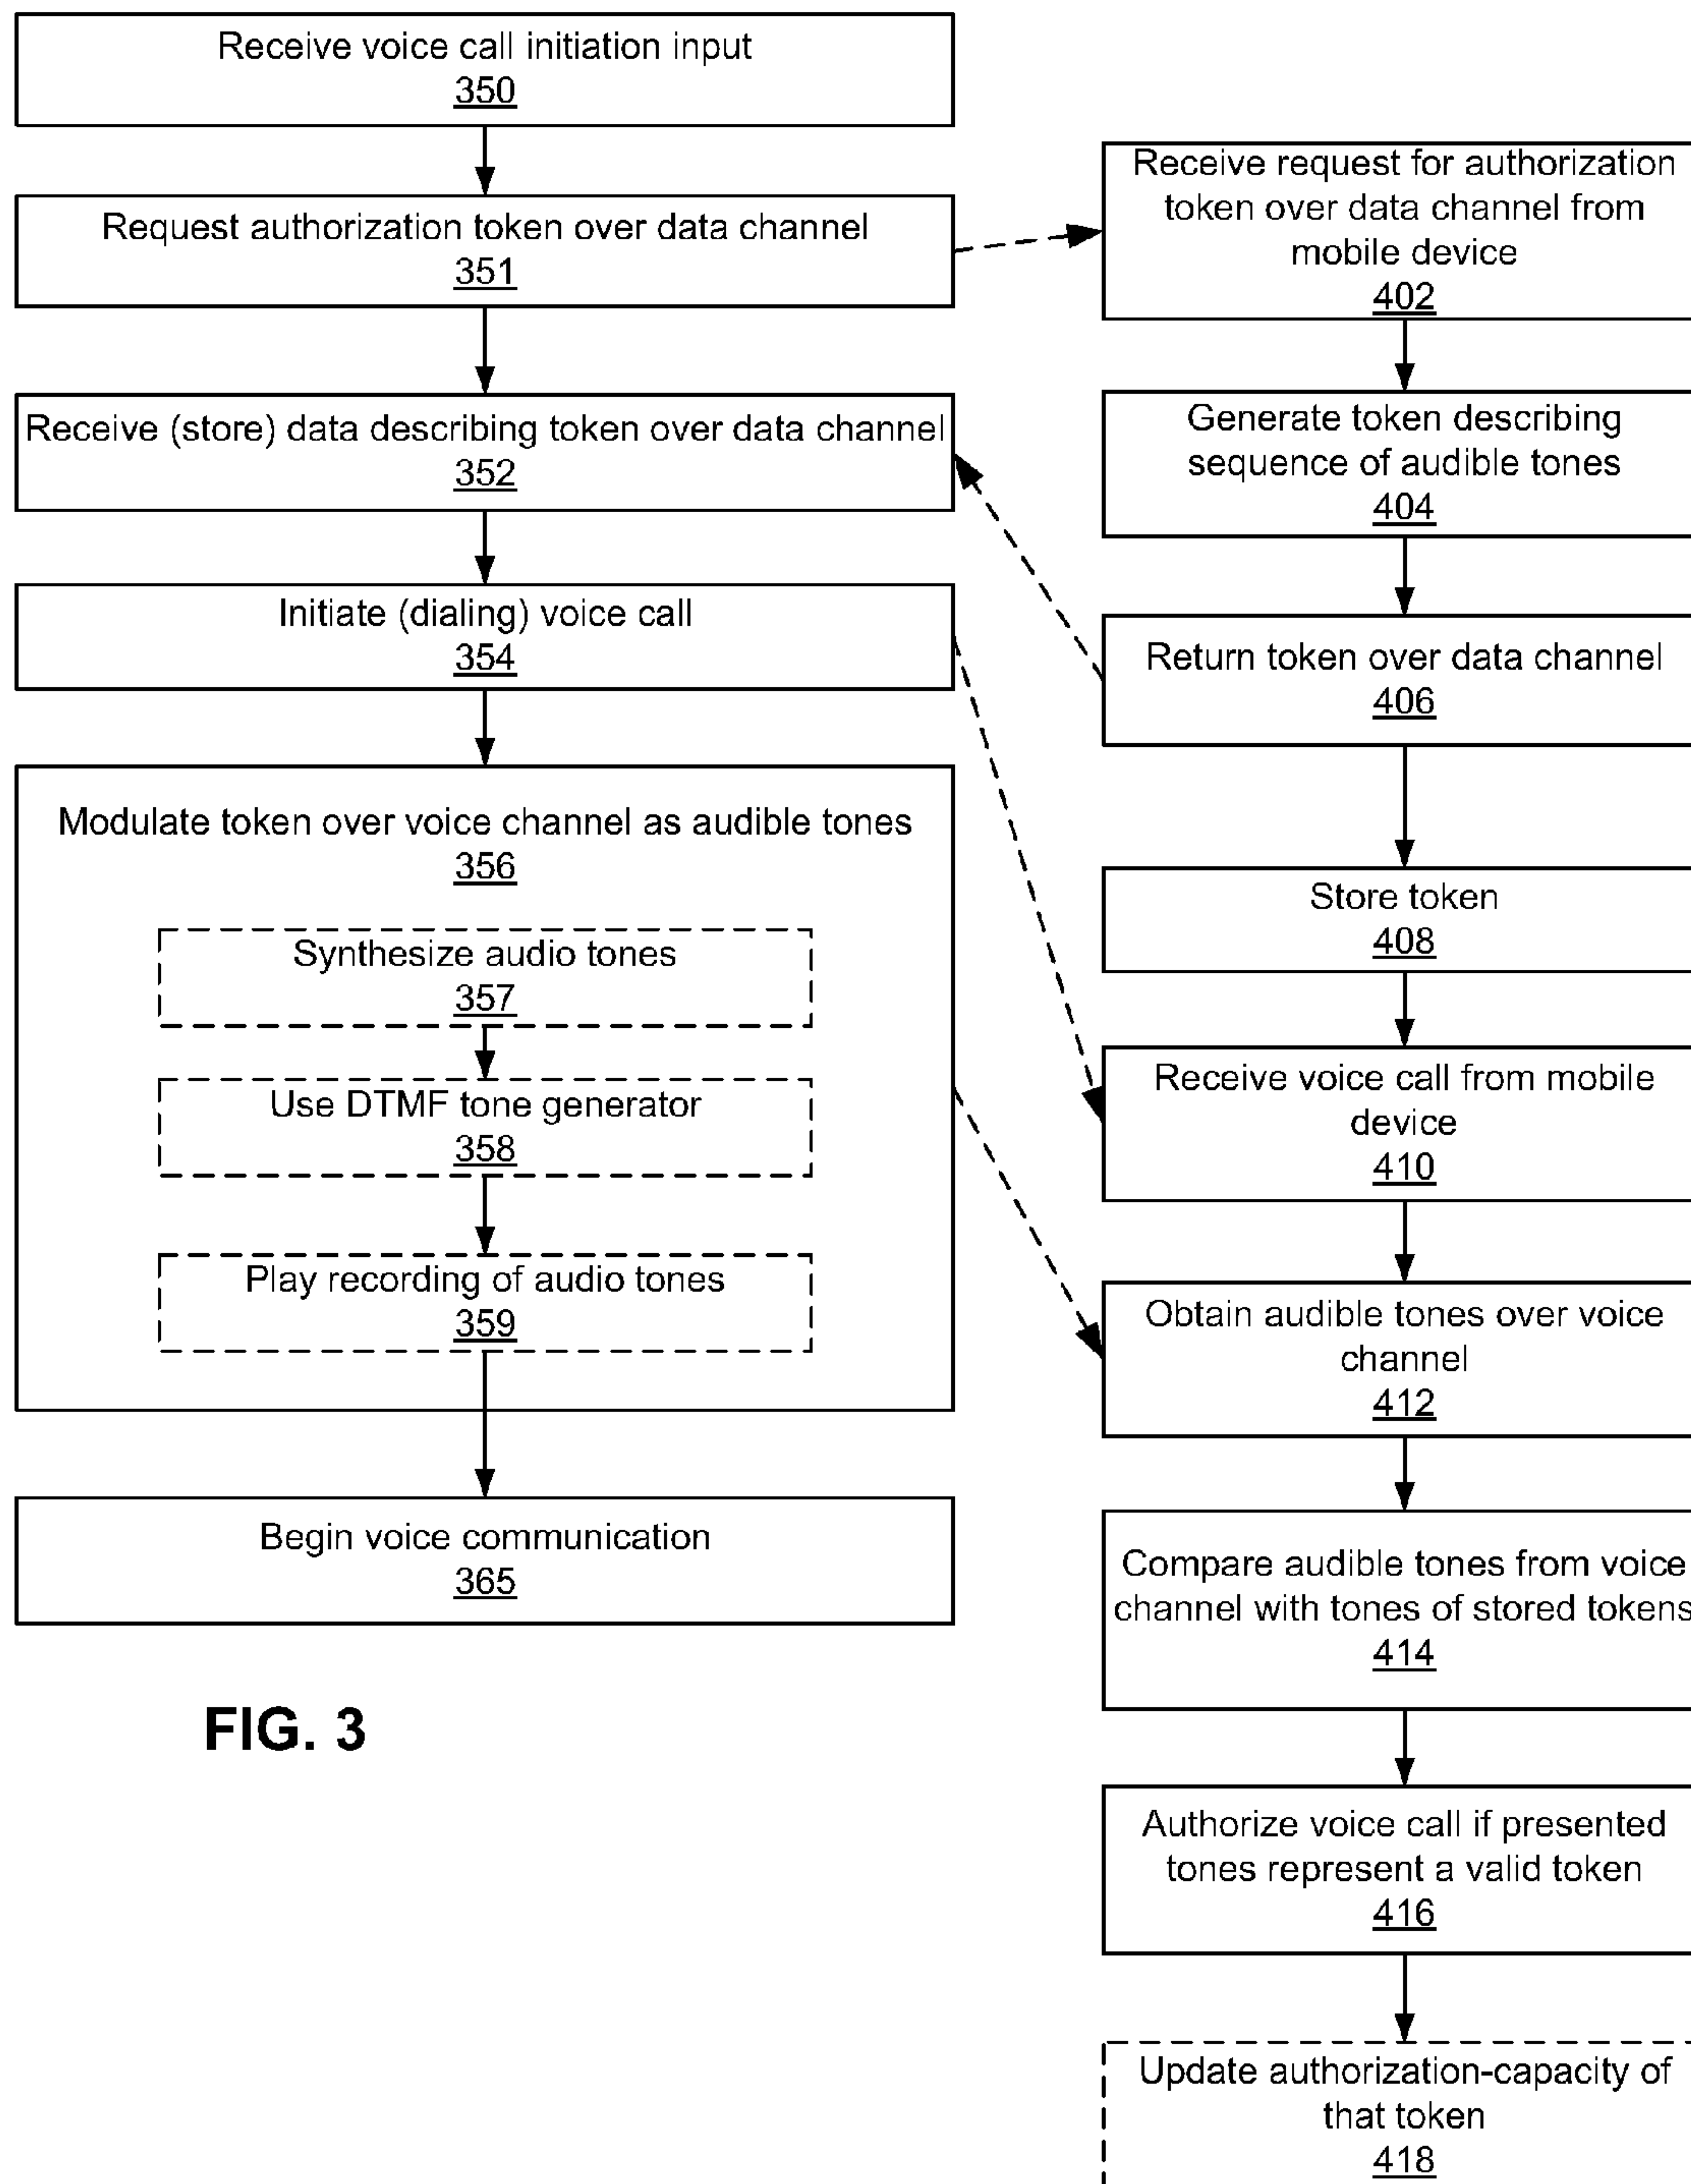 Receive voice call initiation input
350
Request authorization token over data channel
351
Receive (store) data describing token over data channel
352
Initiate (dialing) voice call
354
Modulate token over voice channel as audible tones
356
Synthesize audio tones
357
Use DTMF tone generator
358
Play recording of audio tones
359
Begin voice communication
365
FIG. 3
Receive request for authorization
token over data channel from
mobile device
402
Generate token describing
sequence of audible tones
404
Return token over data channel
406
Store token
408
Receive voice call from mobile
device
410
Obtain audible tones over voice
channel
412
Compare audible tones from voice
channel with tones of stored tokens
414
Authorize voice call if presented
tones represent a valid token
416
Update authorization-capacity of
that token
418